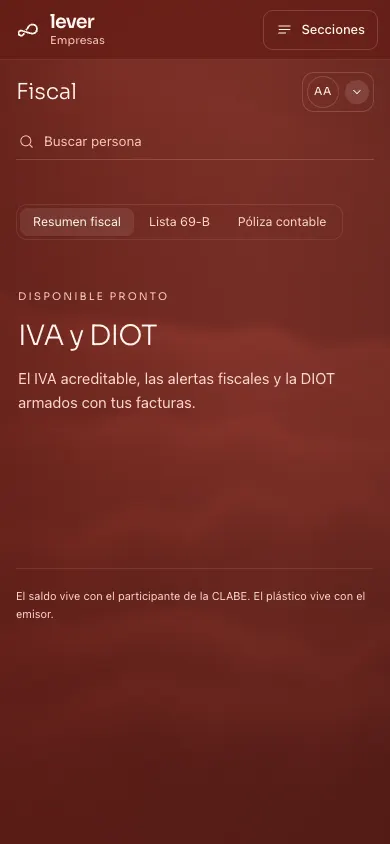 lever
Empresas
Secciones
Fiscal
AA
Buscar persona
Resumen fiscal
Lista 69-B
Póliza contable
DISPONIBLE PRONTO
IVA y DIOT
El IVA acreditable, las alertas fiscales y la DIOT
armados con tus facturas.
El saldo vive con el participante de la CLABE. El plástico vive con el
emisor.